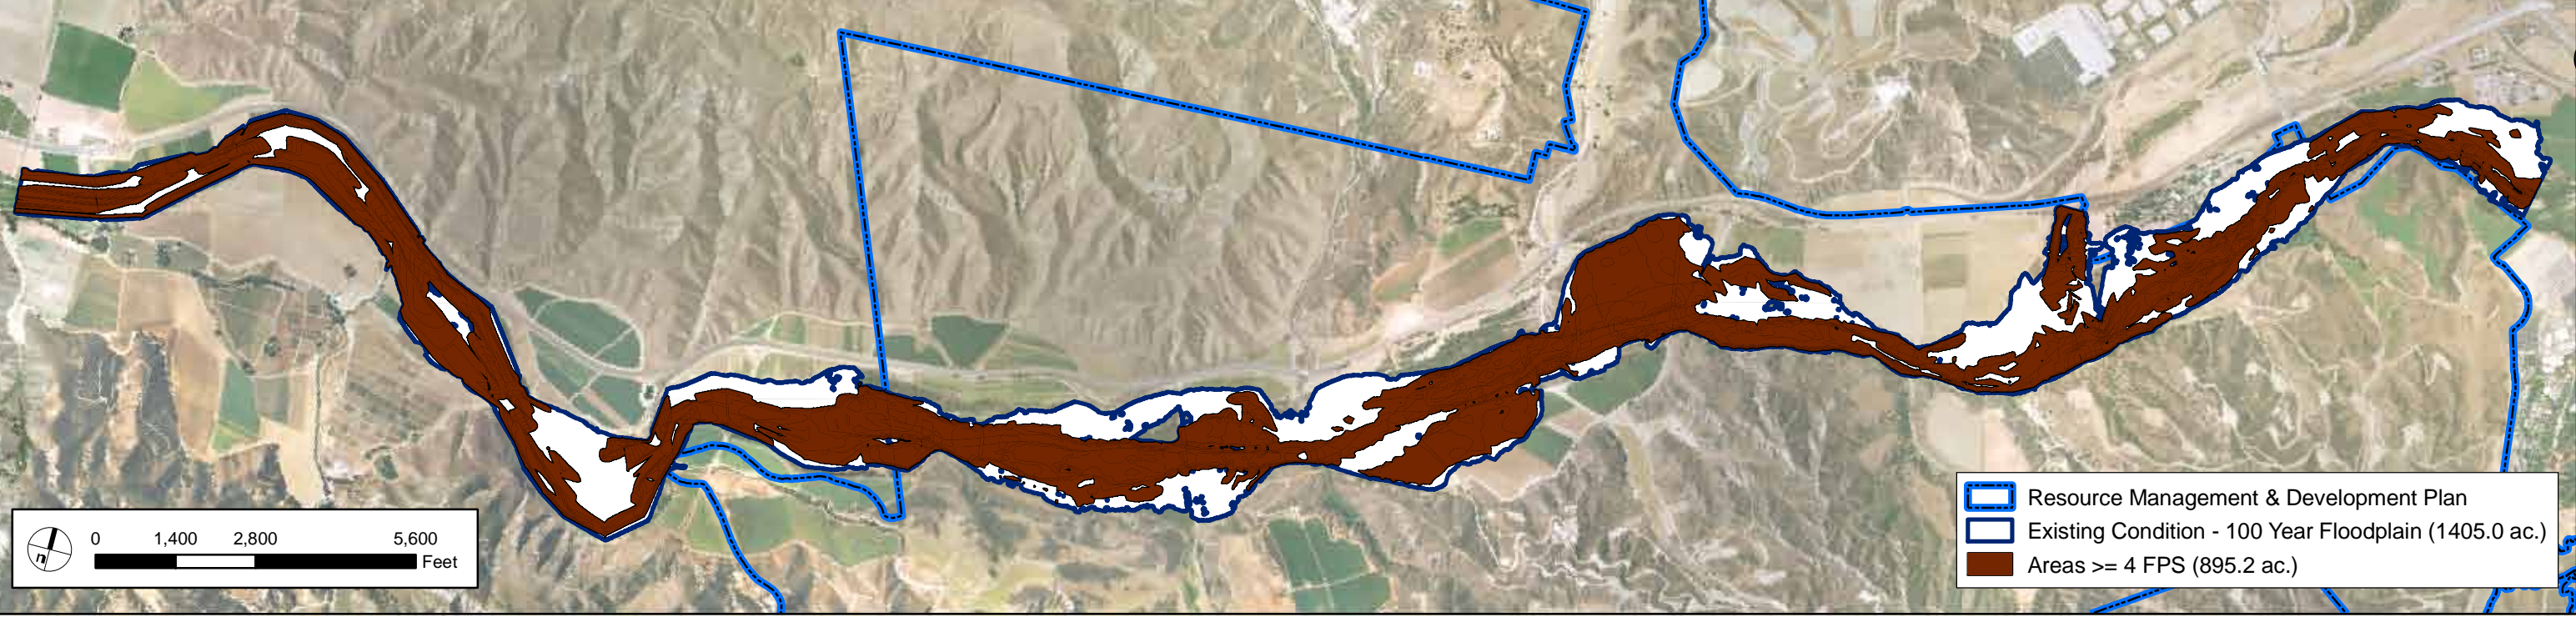 0 1,400 2,800 5,600
Feet
n
Resource Management & Development Plan
Existing Condition - 100 Year Floodplain (1405.0 ac.)
Areas >= 4 FPS (895.2 ac.)